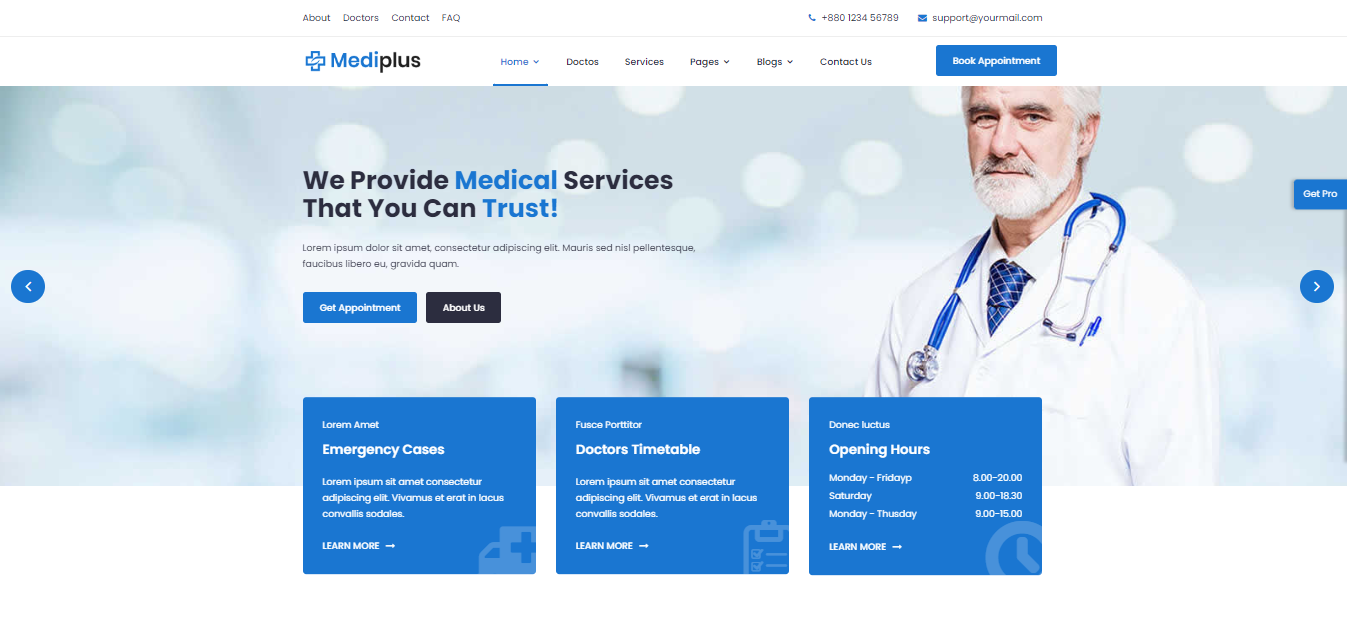 About Doctors Contact FAQ +880 1234 56789 support@yourmail.com
Mediplus Home Doctos Services Pages Blogs Contact Us Book Appointment
We Provide Medical Services
That You Can Trust!
Get Pro
Lorem ipsum dolor sit amet, consectetur adipiscing elit. Mauris sed nisl pellentesque,
faucibus libero eu, gravida quam.
Get Appointment About Us
Lorem Amet
Emergency Cases
Lorem ipsum sit amet consectetur
adipiscing elit. Vivamus et erat in lacus
convallis sodales.
LEARN MORE
Fusce Porttitor
Doctors Timetable
Lorem ipsum sit amet consectetur
adipiscing elit. Vivamus et erat in lacus
convallis sodales.
LEARN MORE
Donec luctus
Opening Hours
Monday - Fridayp 8.00-20.00
Saturday 9.00-18.30
Monday - Thusday 9.00-15.00
LEARN MORE